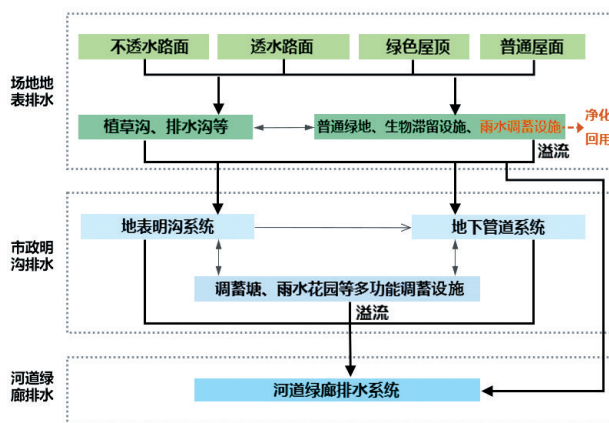 不透水路面 透水路面 绿色屋顶 普通屋面
场地地
表排水
植草沟、排水沟等 普通绿地、生物滞留设施、雨水调蓄设施
净化
回用
溢流
市政明
沟排水
地表明沟系统 地下管道系统
调蓄塘、雨水花园等多功能调蓄设施
溢流
河道绿
廊排水
河道绿廊排水系统